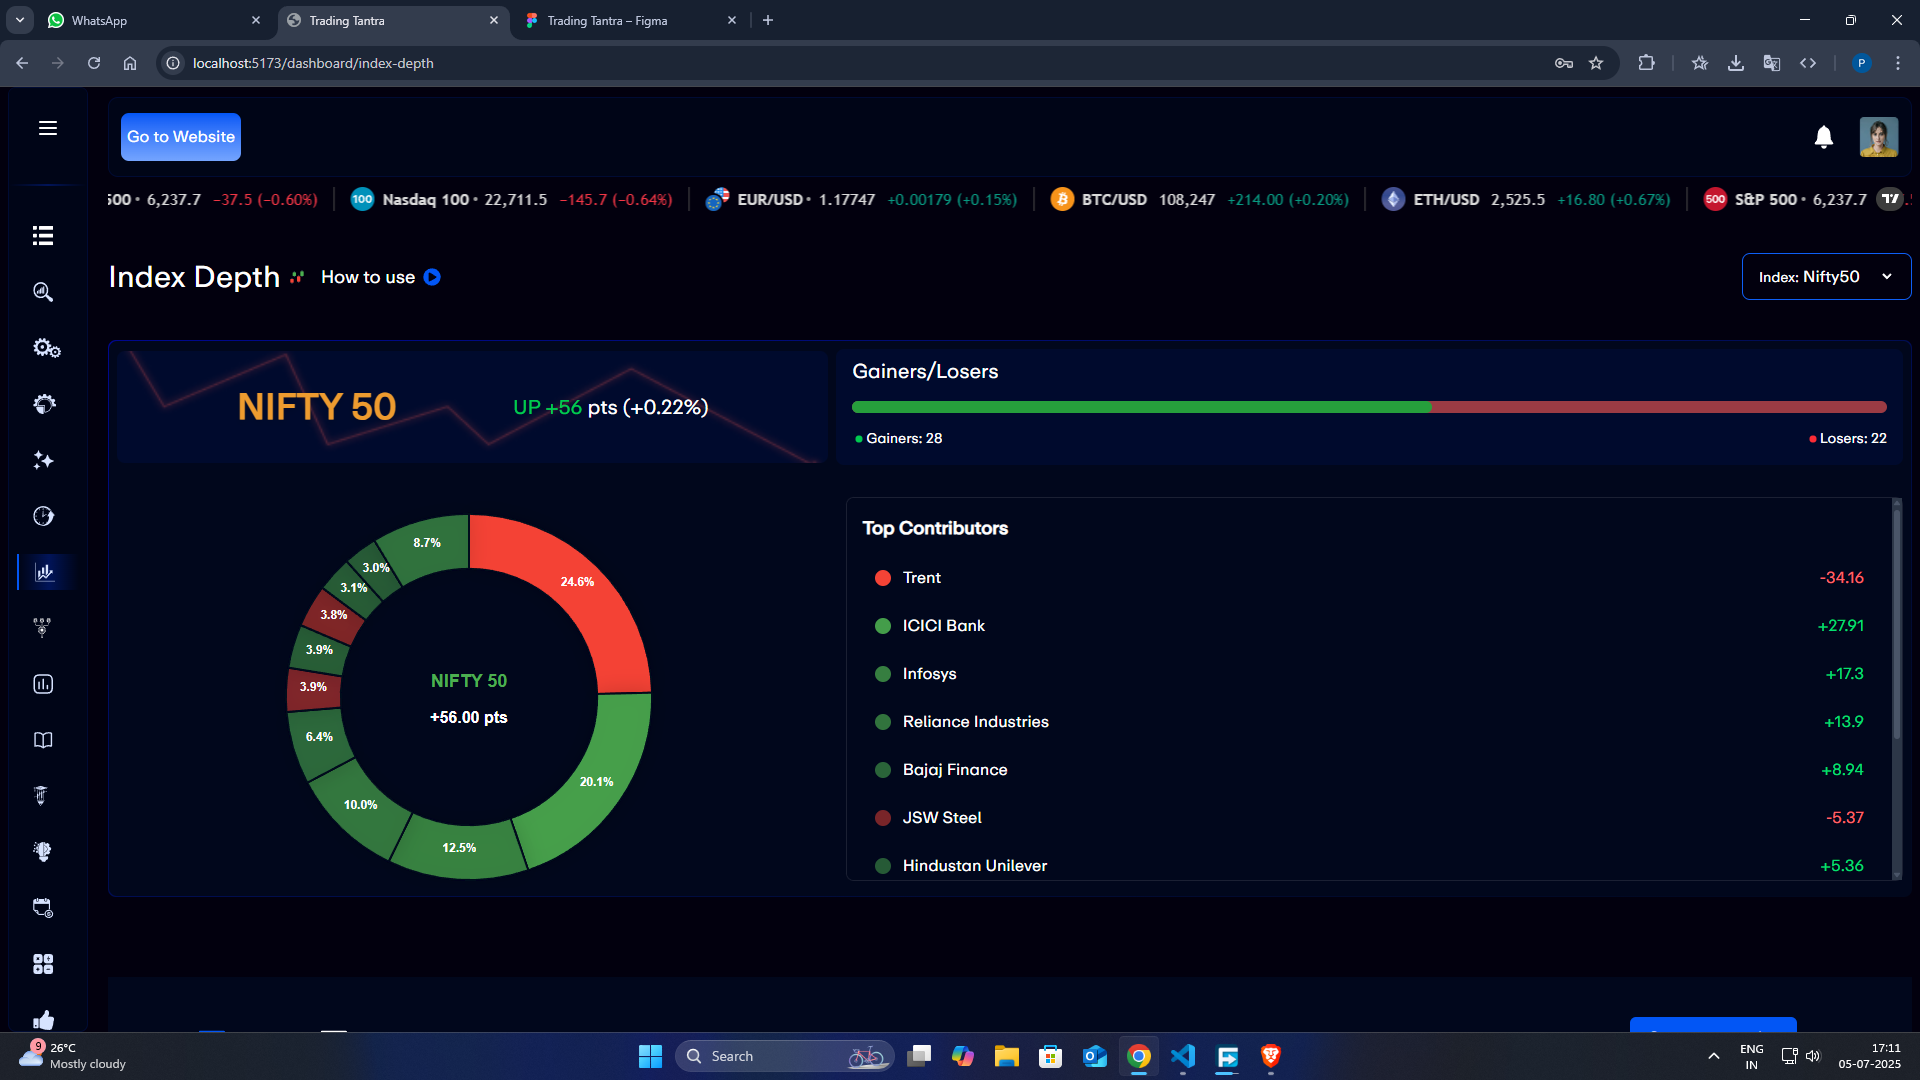 WhatsApp
Trading Tantra
Trading Tantra – Figma
localhost:5173/dashboard/index-depth
P
Go to Website
500 • 6,237.7 −37.5 (−0.60%)
100 Nasdaq 100 • 22,711.5 −145.7 (−0.64%)
EUR/USD • 1.17747 +0.00179 (+0.15%)
BTC/USD 108,247 +214.00 (+0.20%)
ETH/USD 2,525.5 +16.80 (+0.67%)
500 S&P 500 • 6,237.7
Index Depth
How to use
Index: Nifty50
NIFTY 50
UP +56 pts (+0.22%)
Gainers/Losers
Gainers: 28
Losers: 22
8.7%
24.6%
3.0%
3.1%
3.8%
3.9%
3.9%
6.4%
10.0%
12.5%
20.1%
NIFTY 50
+56.00 pts
Top Contributors
Trent -34.16
ICICI Bank +27.91
Infosys +17.3
Reliance Industries +13.9
Bajaj Finance +8.94
JSW Steel -5.37
Hindustan Unilever +5.36
9
26°C
Mostly cloudy
Search
ENG
IN
17:11
05-07-2025